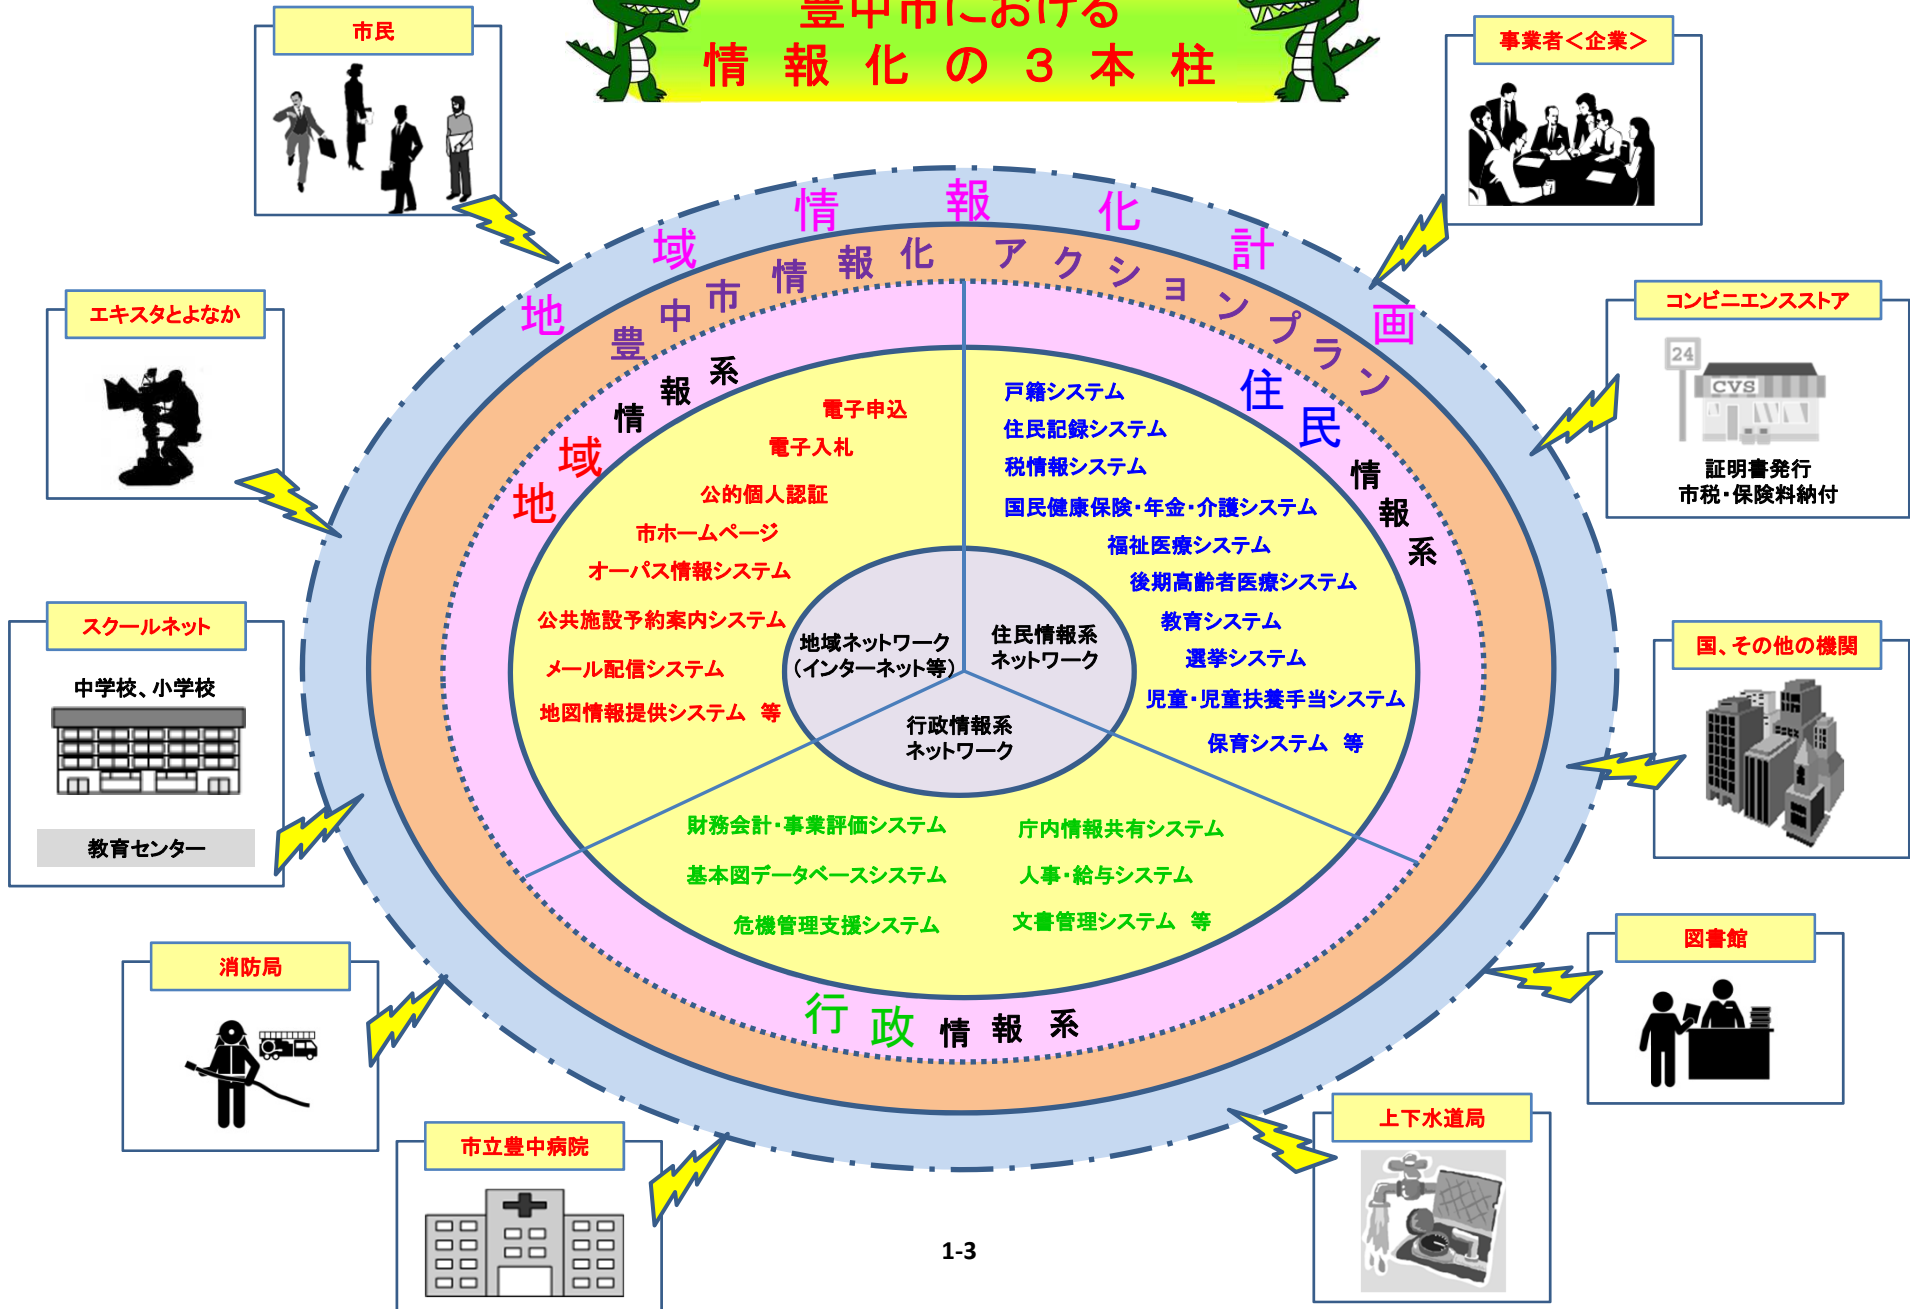 豊中市における
情報化の3本柱
市民
事業者<企業>
エキスタとよなか
コンビニエンスストア
24
CVS
証明書発行
市税・保険料納付
スクールネット
中学校、小学校
教育センター
国、その他の機関
消防局
図書館
市立豊中病院
上下水道局
地域情報化計画
豊中市情報化アクションプラン
地域情報系
電子申込
電子入札
公的個人認証
市ホームページ
オーパス情報システム
公共施設予約案内システム
メール配信システム
地図情報提供システム 等
住民情報系
戸籍システム
住民記録システム
税情報システム
国民健康保険・年金・介護システム
福祉医療システム
後期高齢者医療システム
教育システム
選挙システム
児童・児童扶養手当システム
保育システム 等
地域ネットワーク
(インターネット等)
住民情報系
ネットワーク
行政情報系
ネットワーク
財務会計・事業評価システム
庁内情報共有システム
基本図データベースシステム
人事・給与システム
危機管理支援システム
文書管理システム 等
行政情報系
1-3